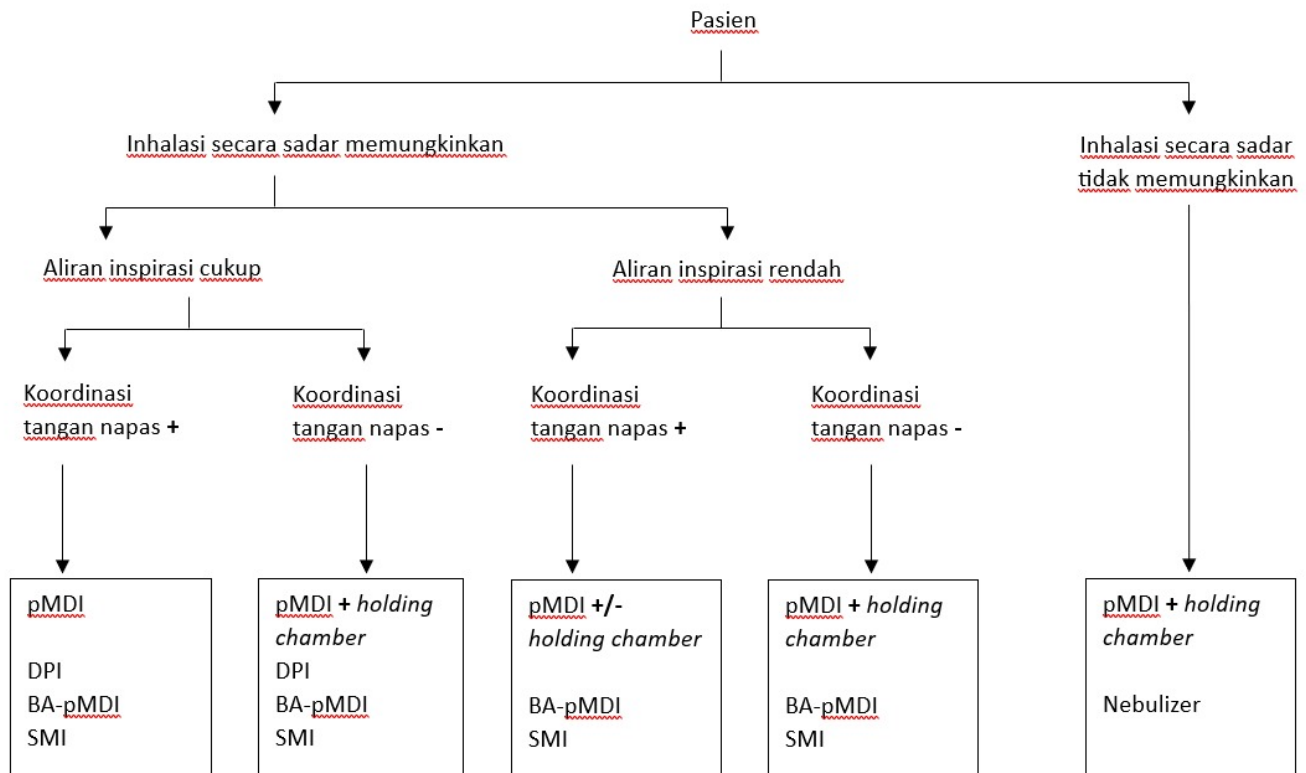 Pasien
Inhalasi secara sadar memungkinkan
Inhalasi secara sadar
tidak memungkinkan
Aliran inspirasi cukup
Aliran inspirasi rendah
Koordinasi
tangan napas +
Koordinasi
tangan napas -
Koordinasi
tangan napas +
Koordinasi
tangan napas -
pMDI
DPI
BA-pMDI
SMI
pMDI + holding
chamber
DPI
BA-pMDI
SMI
pMDI +/-
holding chamber
BA-pMDI
SMI
pMDI + holding
chamber
BA-pMDI
SMI
pMDI + holding
chamber
Nebulizer